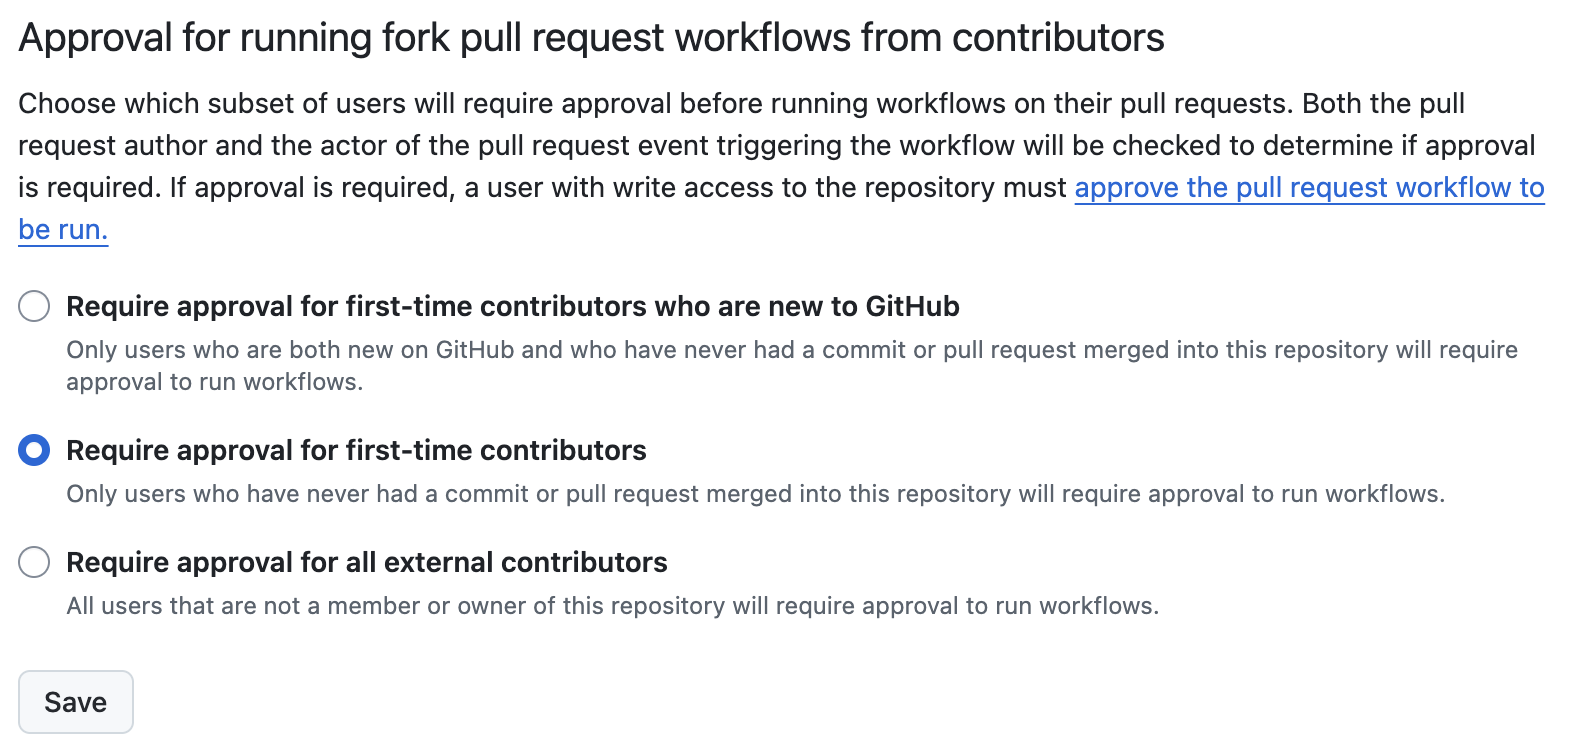 Approval for running fork pull request workflows from contributors
Choose which subset of users will require approval before running workflows on their pull requests. Both the pull
request author and the actor of the pull request event triggering the workflow will be checked to determine if approval
is required. If approval is required, a user with write access to the repository must approve the pull request workflow to
be run.
Require approval for first-time contributors who are new to GitHub
Only users who are both new on GitHub and who have never had a commit or pull request merged into this repository will require
approval to run workflows.
Require approval for first-time contributors
Only users who have never had a commit or pull request merged into this repository will require approval to run workflows.
Require approval for all external contributors
All users that are not a member or owner of this repository will require approval to run workflows.
Save